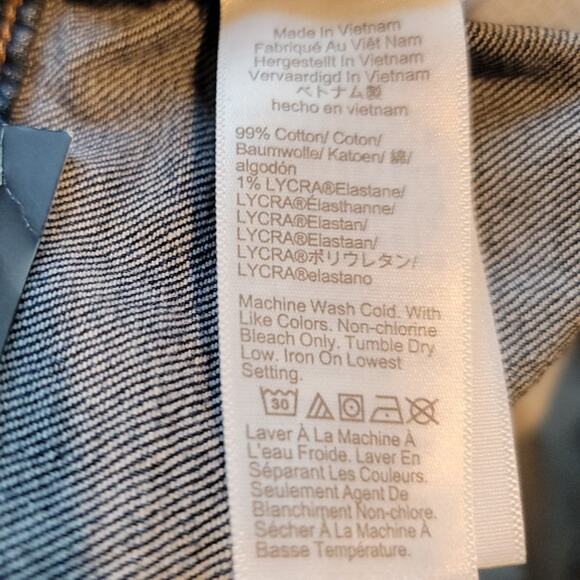 Made In Vietnam
Fabriqué Au Viêt Nam
Hergestellt In Vietnam
Vervaardigd In Vietnam
ベトナム製
hecho en vietnam
99% Cotton/ Coton/
Baumwolle/ Katoen/ 綿/
algodón
1% LYCRA®Elastane/
LYCRA®Élasthanne/
LYCRA®Elastan/
LYCRA®Elastaan/
LYCRA®ポリウレタン/
LYCRA®elastano
Machine Wash Cold. With
Like Colors. Non-chlorine
Bleach Only. Tumble Dry
Low. Iron On Lowest
Setting.
30
Laver À La Machine À
L'eau Froide. Laver En
Séparant Les Couleurs.
Seulement Agent De
Blanchiment Non-chlore.
Sécher À La Machine À
Basse Température.